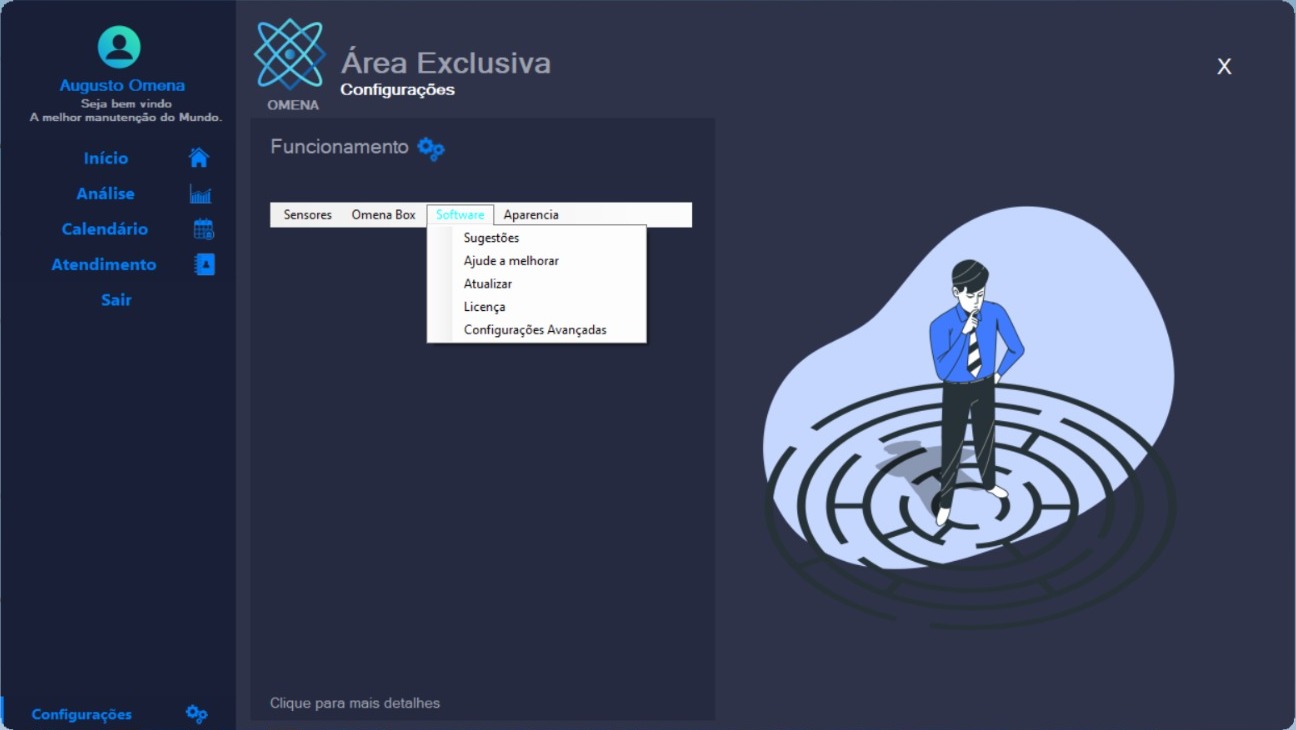 Augusto Omena
Seja bem vindo
A melhor manutenção do Mundo.
Início
Análise
Calendário
Atendimento
Sair
Configurações
OMENA
Área Exclusiva
Configurações
X
Funcionamento
Sensores Omena Box Software Aparencia
Sugestões
Ajude a melhorar
Atualizar
Licença
Configurações Avançadas
Clique para mais detalhes